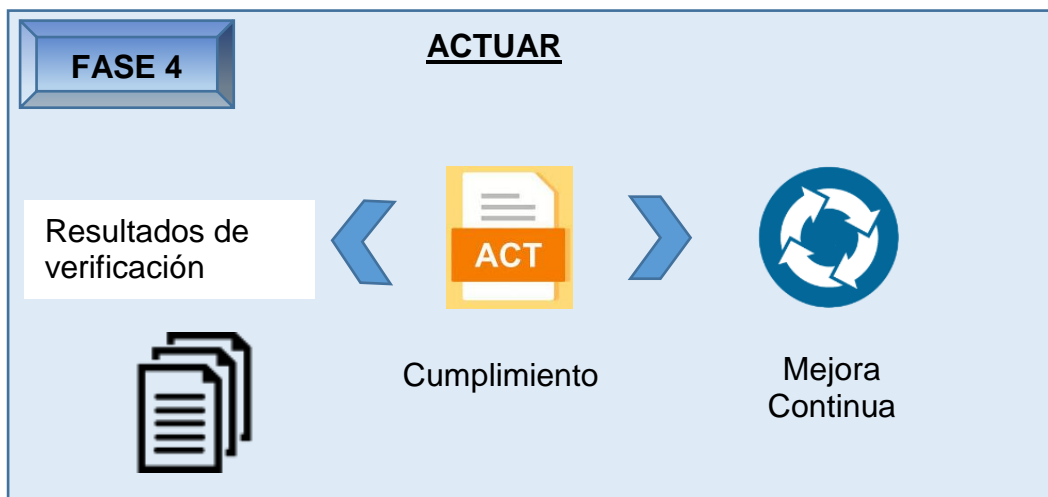 FASE 4
ACTUAR
Resultados de
verificación
ACT
Cumplimiento
Mejora
Continua